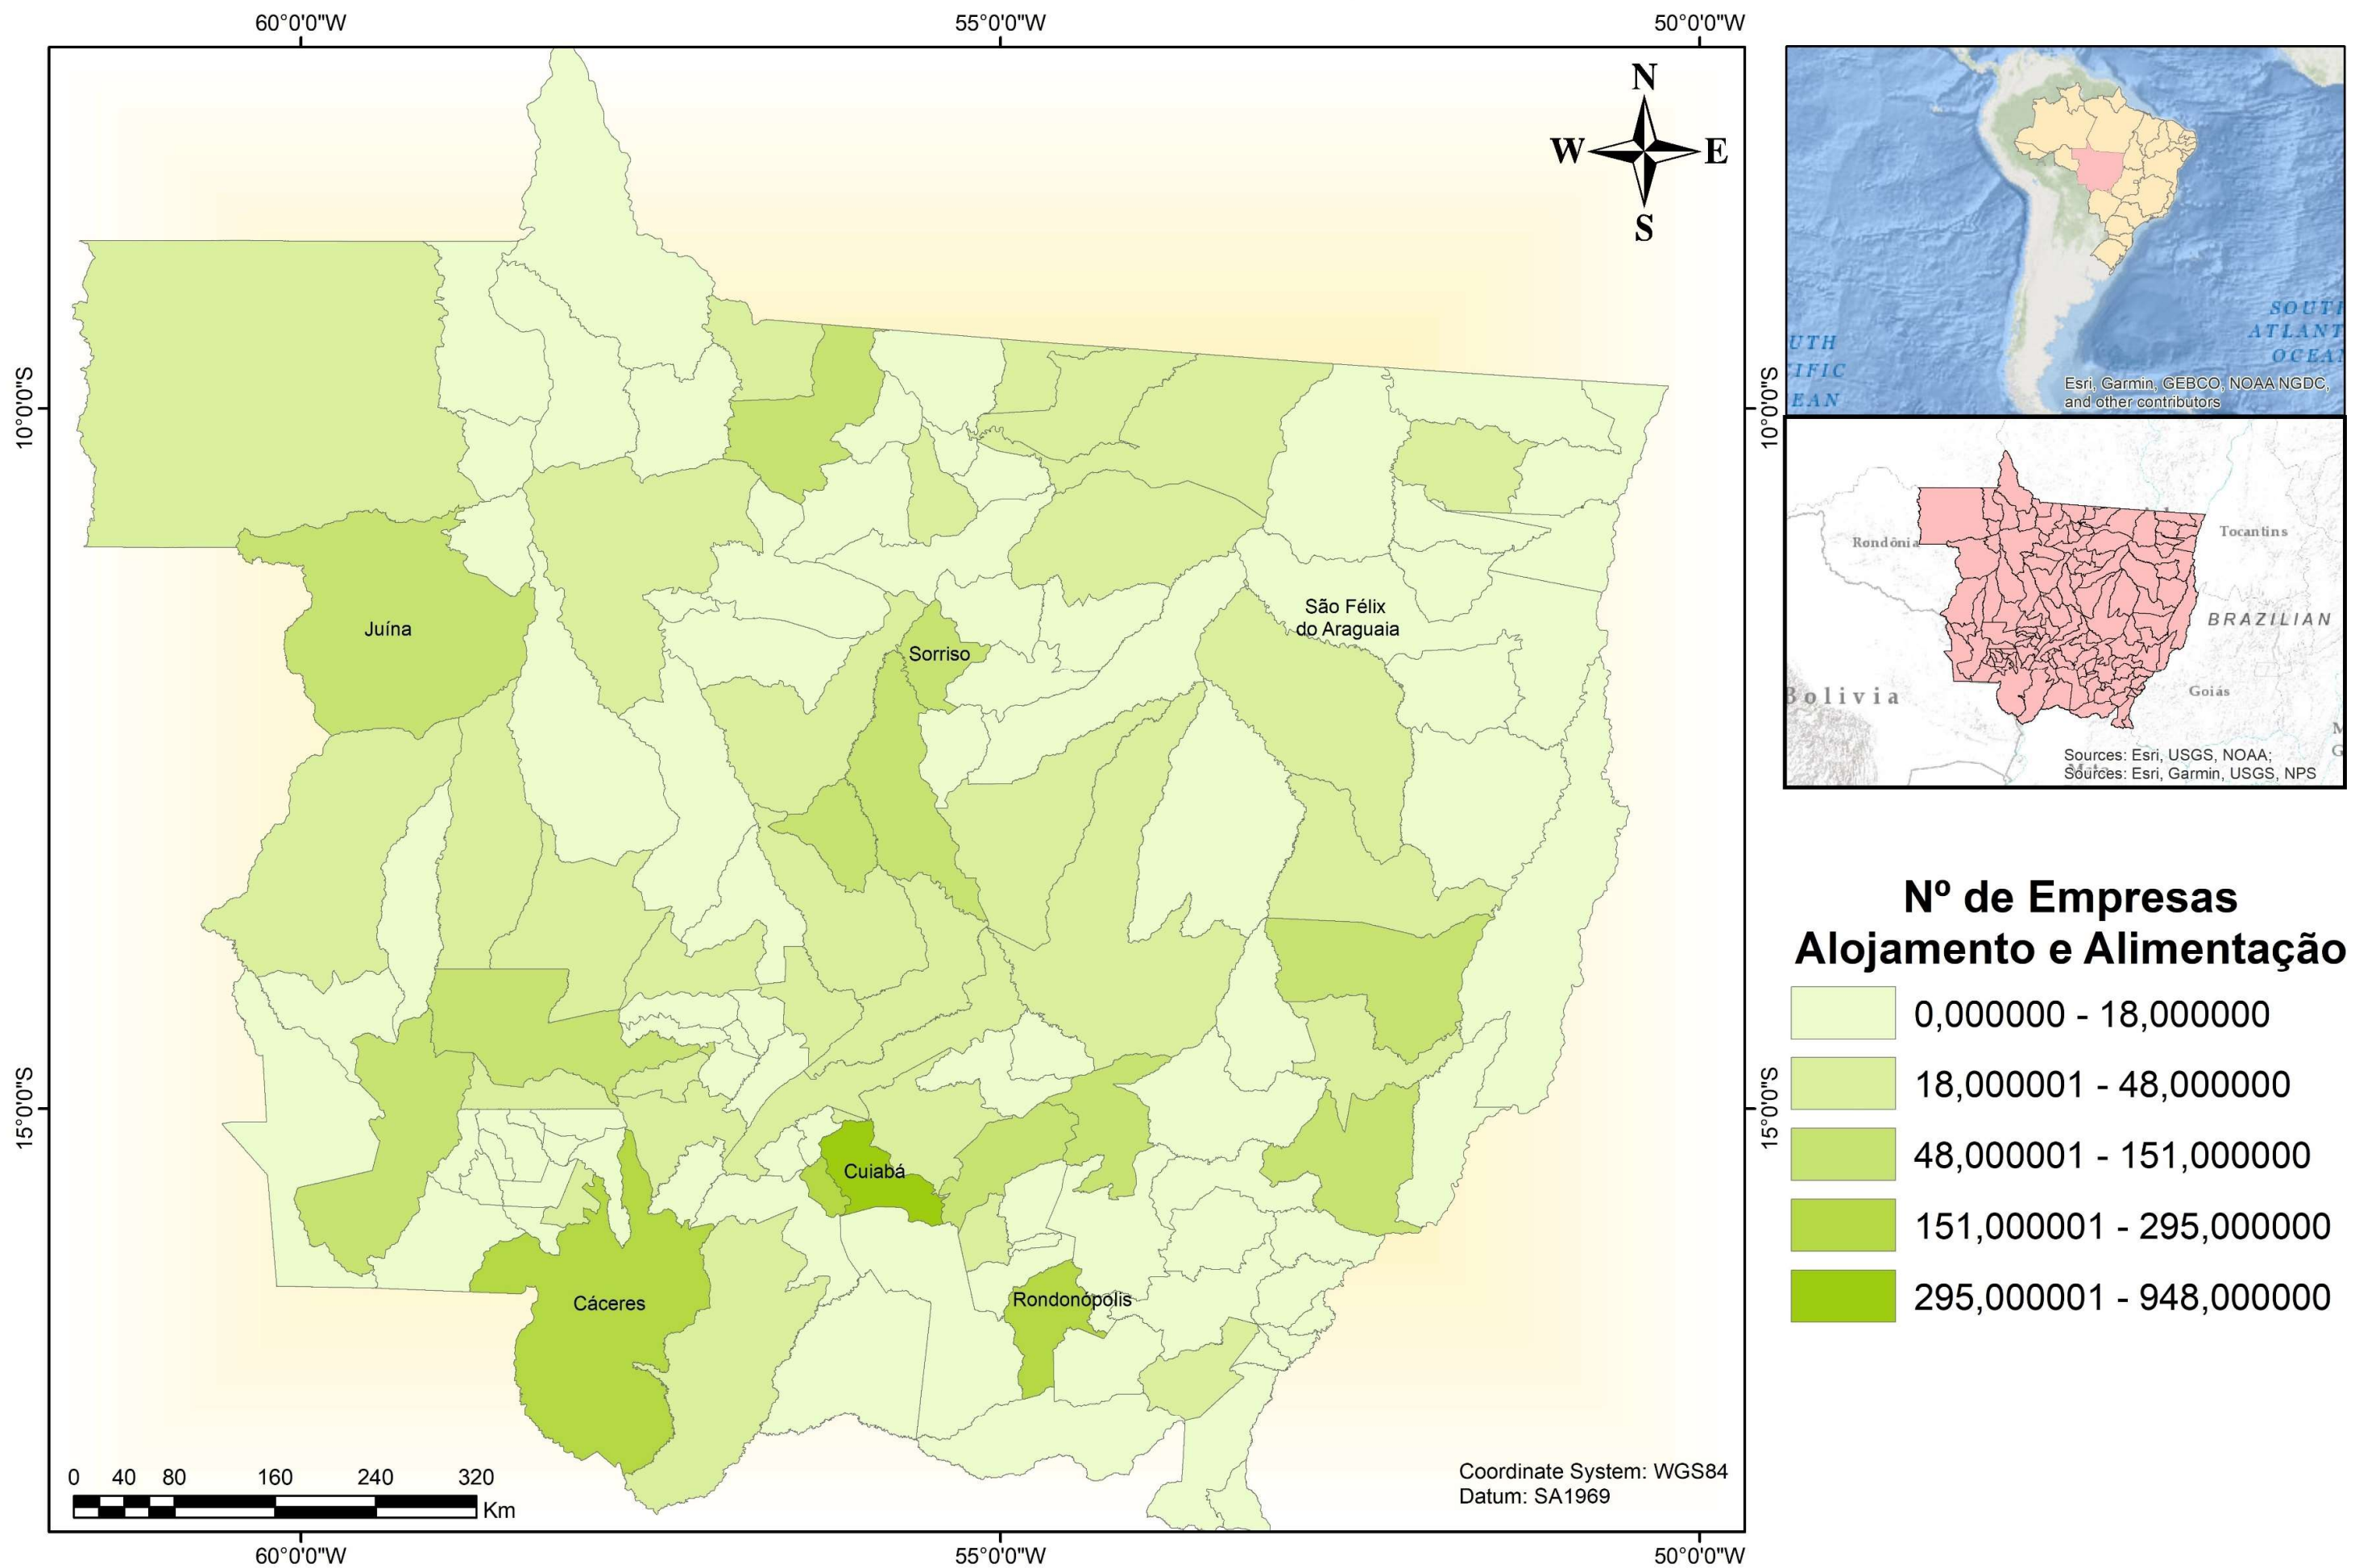 60°0'0"W
55°0'0"W
50°0'0"W
N
W
E
S
10°0'0"S
10°0'0"S
Juína
Sorriso
São Félix
do Araguaia
15°0'0"S
15°0'0"S
Cuiabá
Cáceres
Rondonópolis
0 40 80 160 240 320
Km
Coordinate System: WGS84
Datum: SA1969
60°0'0"W
55°0'0"W
50°0'0"W
UTH
IFIC
EAN
SOUT
ATLANT
OCEA
Esri, Garmin, GEBCO, NOAA NGDC,
and other contributors
Rondônia
Tocantins
BRAZILIAN
Bolivia
Goiás
Sources: Esri, USGS, NOAA;
Sources: Esri, Garmin, USGS, NPS
Nº de Empresas
Alojamento e Alimentação
0,000000 - 18,000000
18,000001 - 48,000000
48,000001 - 151,000000
151,000001 - 295,000000
295,000001 - 948,000000